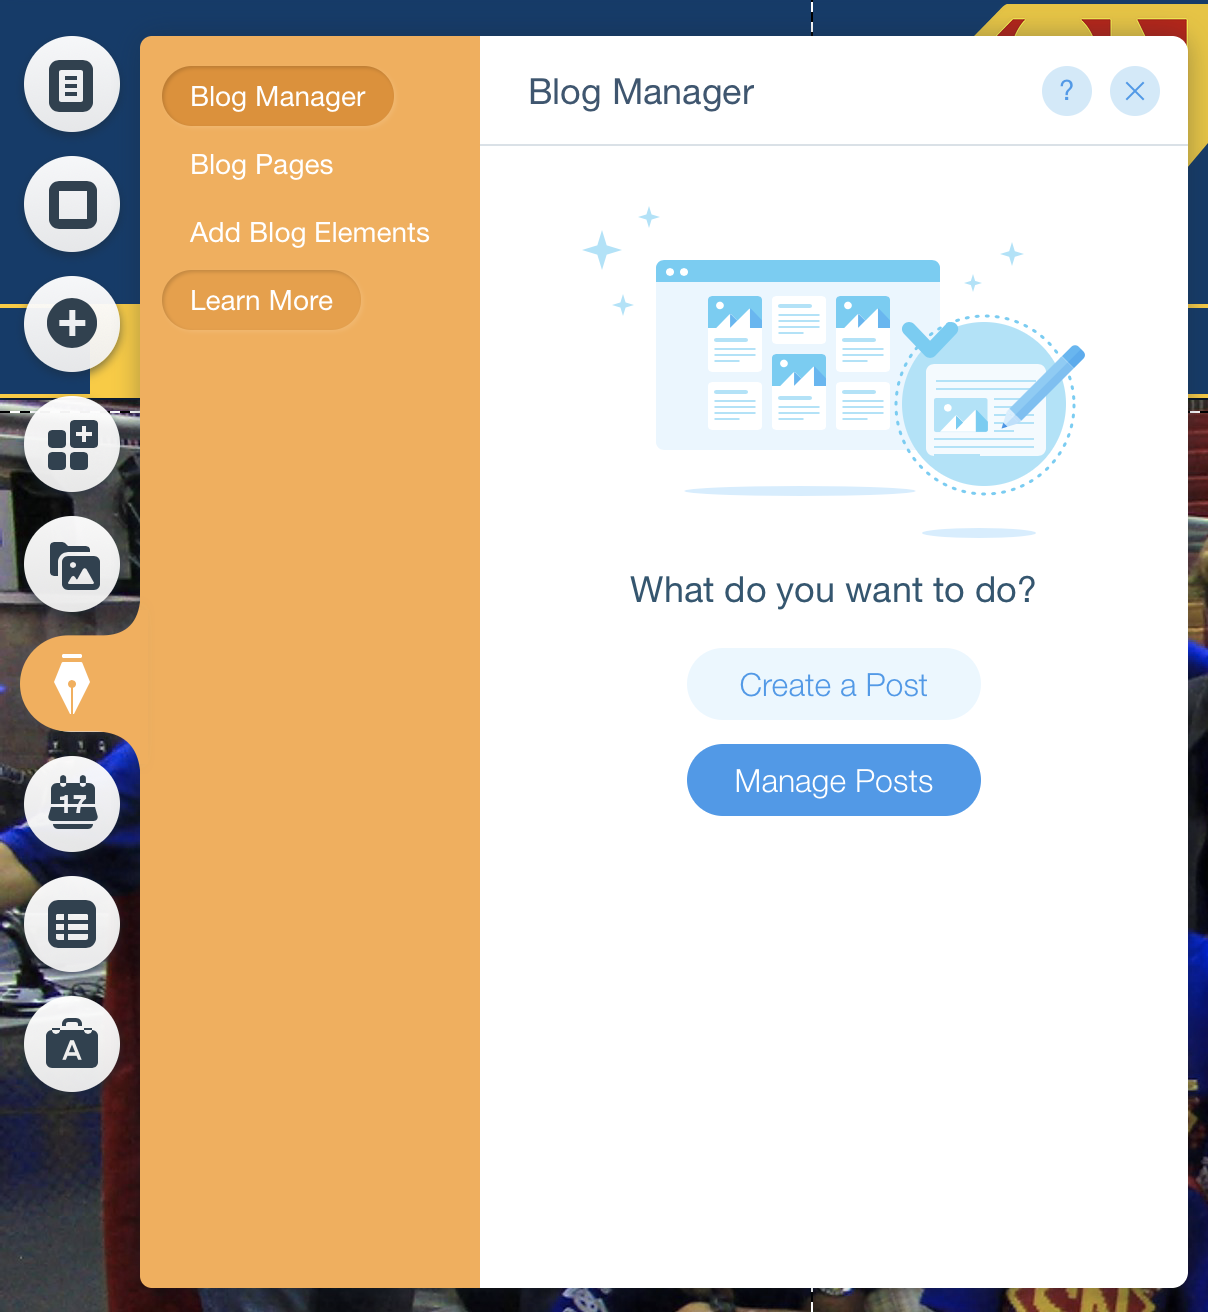 Blog Manager
Blog Pages
Add Blog Elements
Learn More
Blog Manager
?
What do you want to do?
Create a Post
Manage Posts
17
A